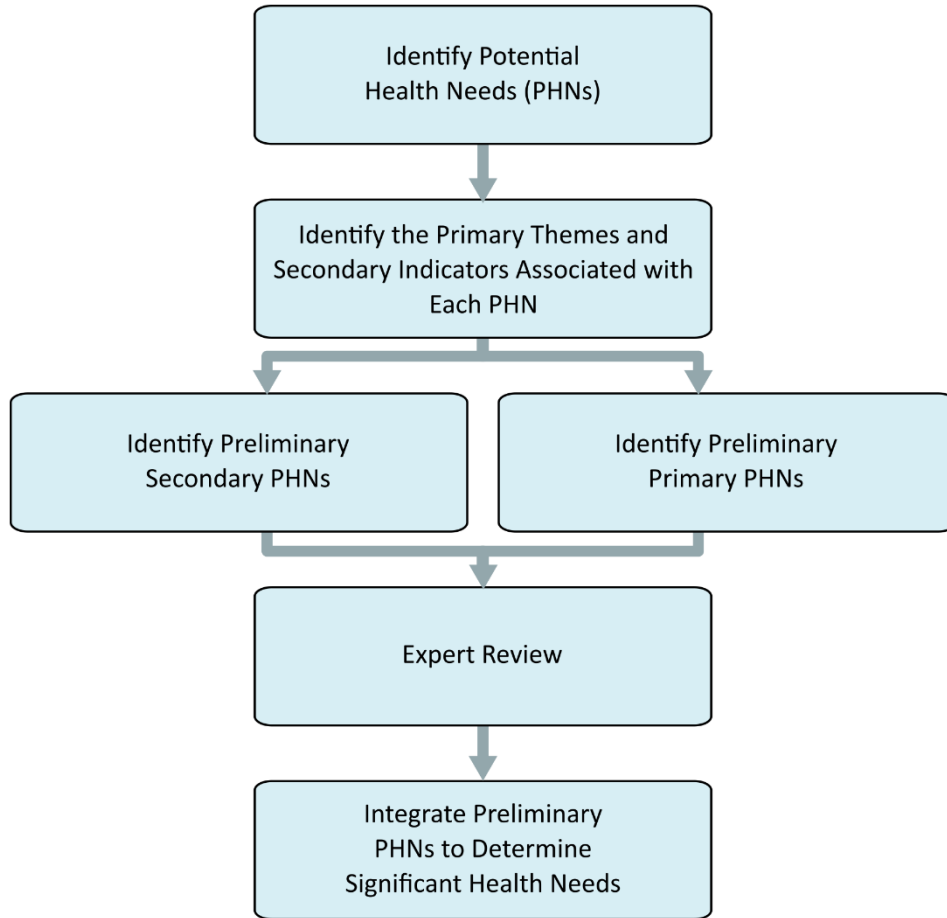 Identify Potential
Health Needs (PHNs)
Identify the Primary Themes and
Secondary Indicators Associated with
Each PHN
Identify Preliminary
Secondary PHNs
Identify Preliminary
Primary PHNs
Expert Review
Integrate Preliminary
PHNs to Determine
Significant Health Needs